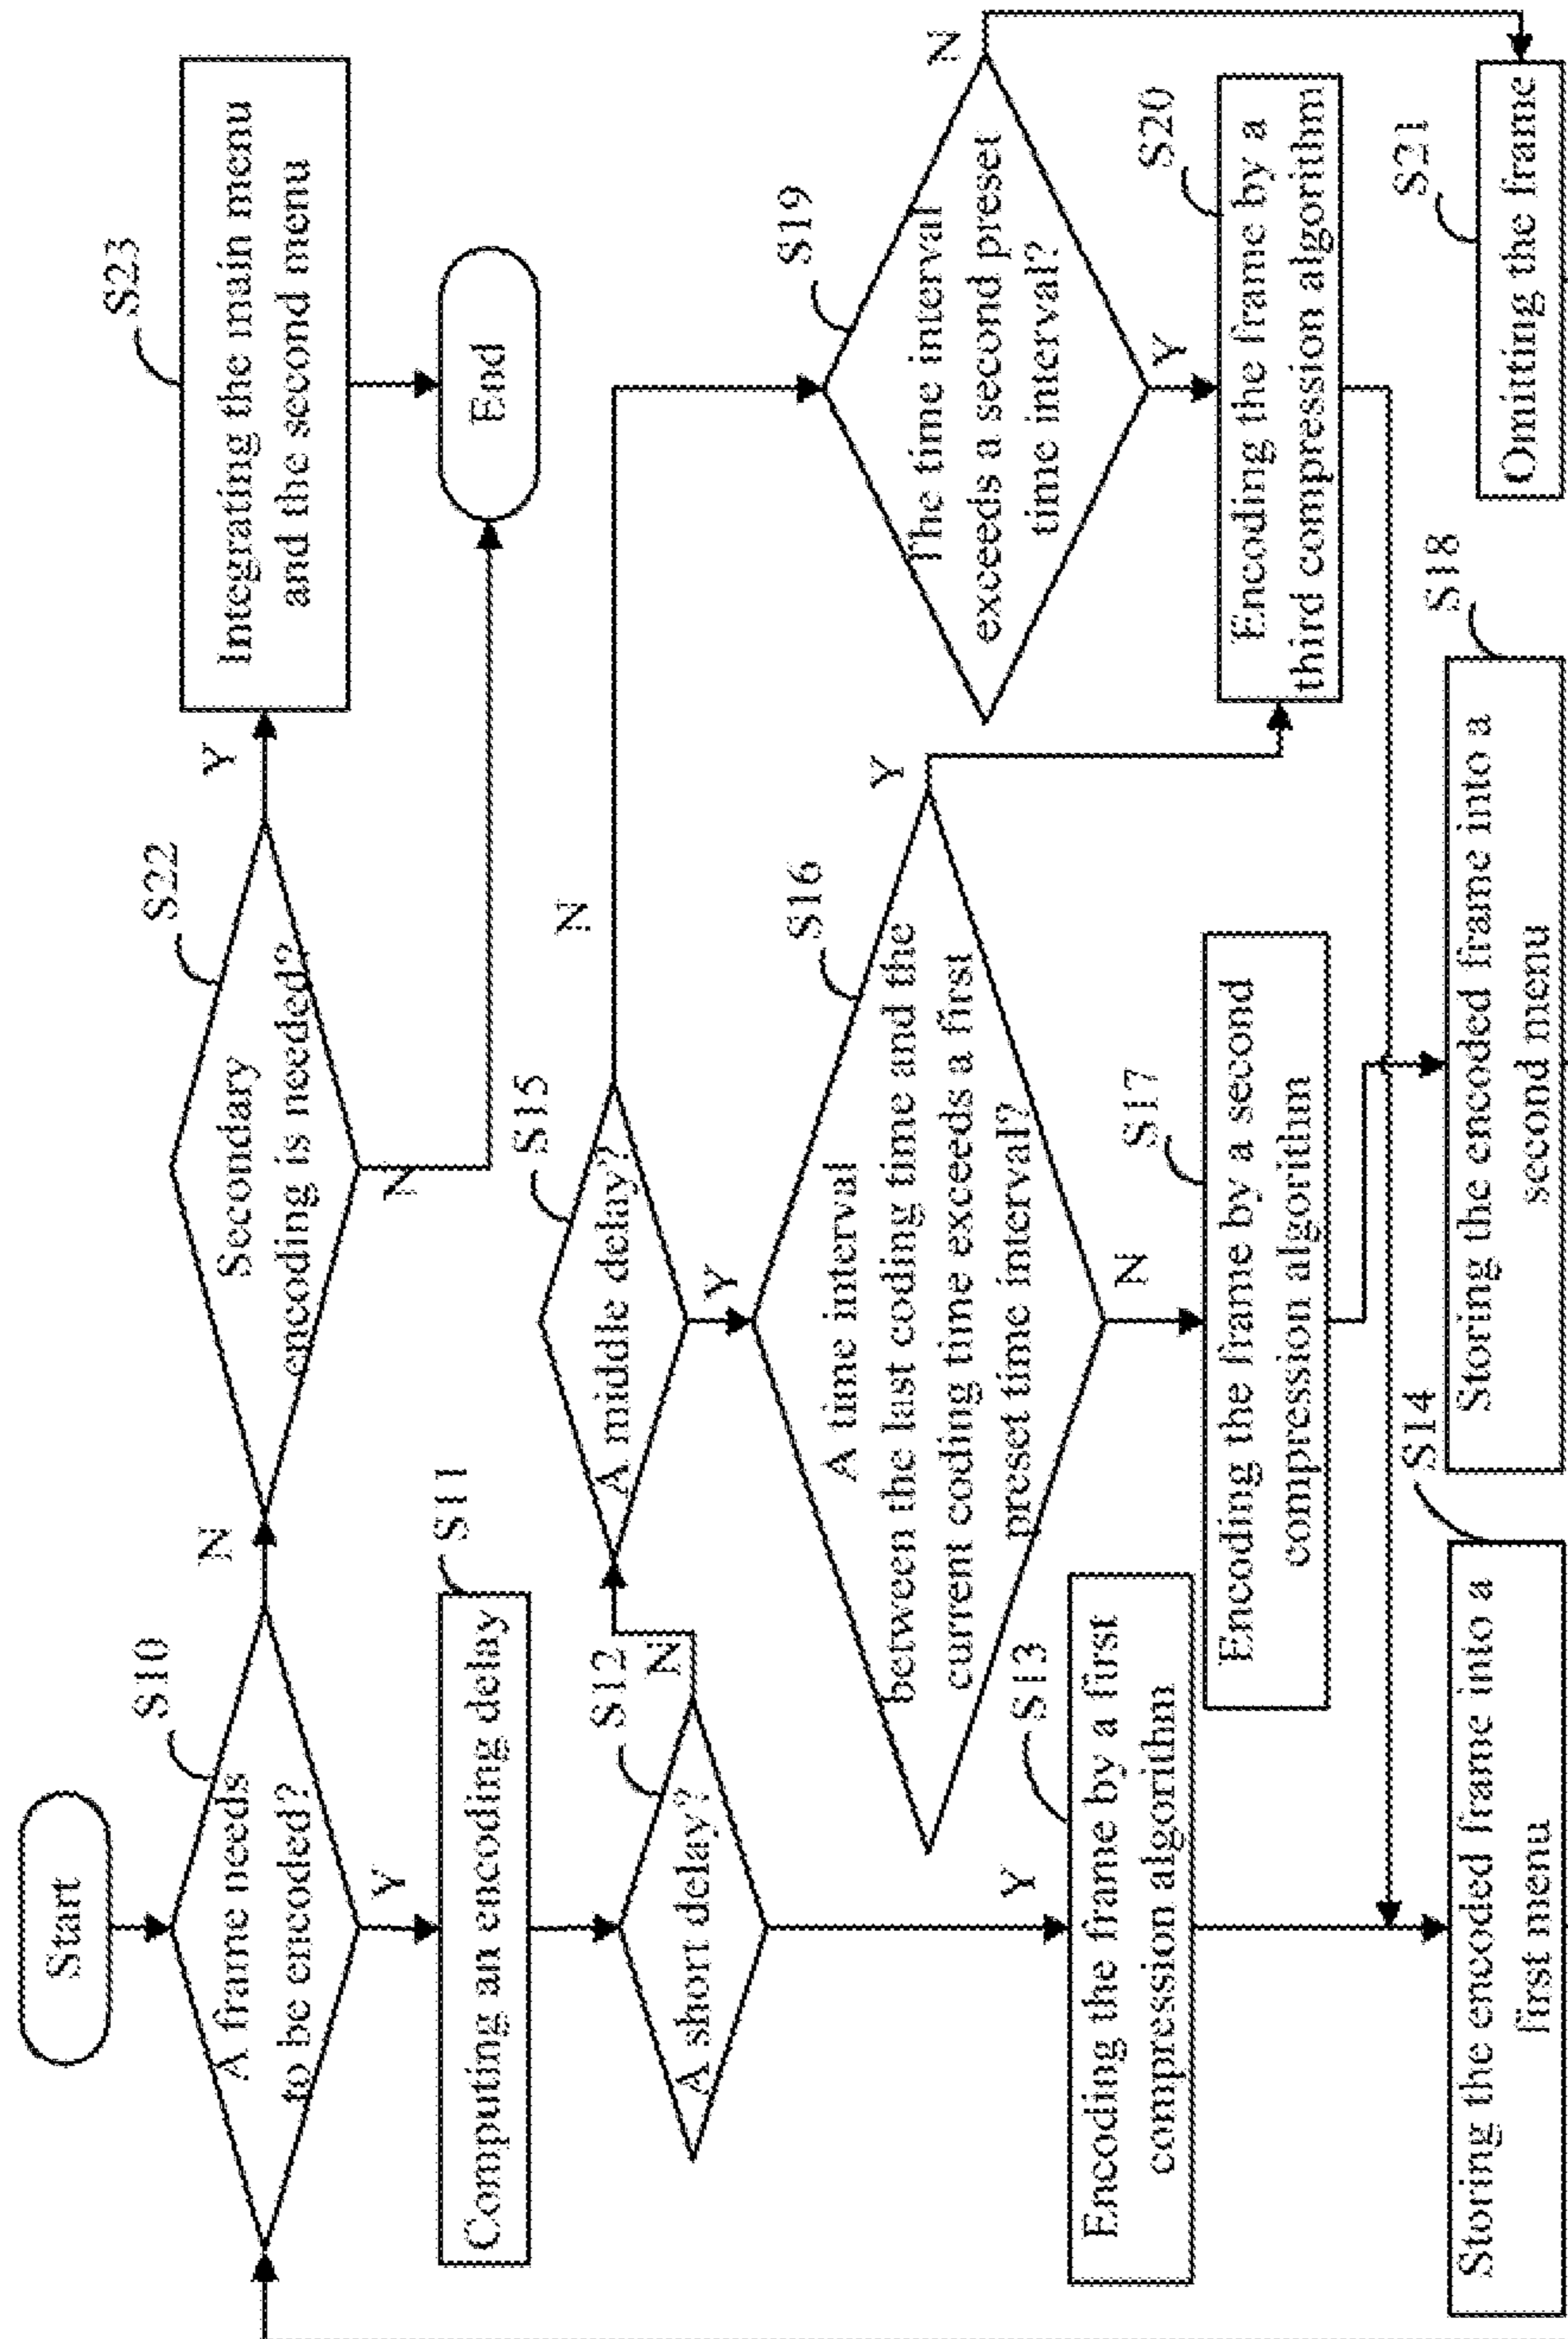 Start
A frame needs
to be encoded?
S10
N
Y
Secondary
encoding is needed?
S22
Y
N
Integrating the main menu
and the second menu
S23
End
Computing an encoding delay
S11
A short delay?
S12
N
Y
A middle delay?
S15
N
Y
A time interval
between the last coding time and the
current coding time exceeds a first
preset time interval?
S16
Y
N
The time interval
exceeds a second preset
time interval?
S19
N
Y
Encoding the frame by a first
compression algorithm
S13
Encoding the frame by a second
compression algorithm
S17
Encoding the frame by a
third compression algorithm
S20
Storing the encoded frame into a
first menu
S14
Storing the encoded frame into a
second menu
S18
Omitting the frame
S21